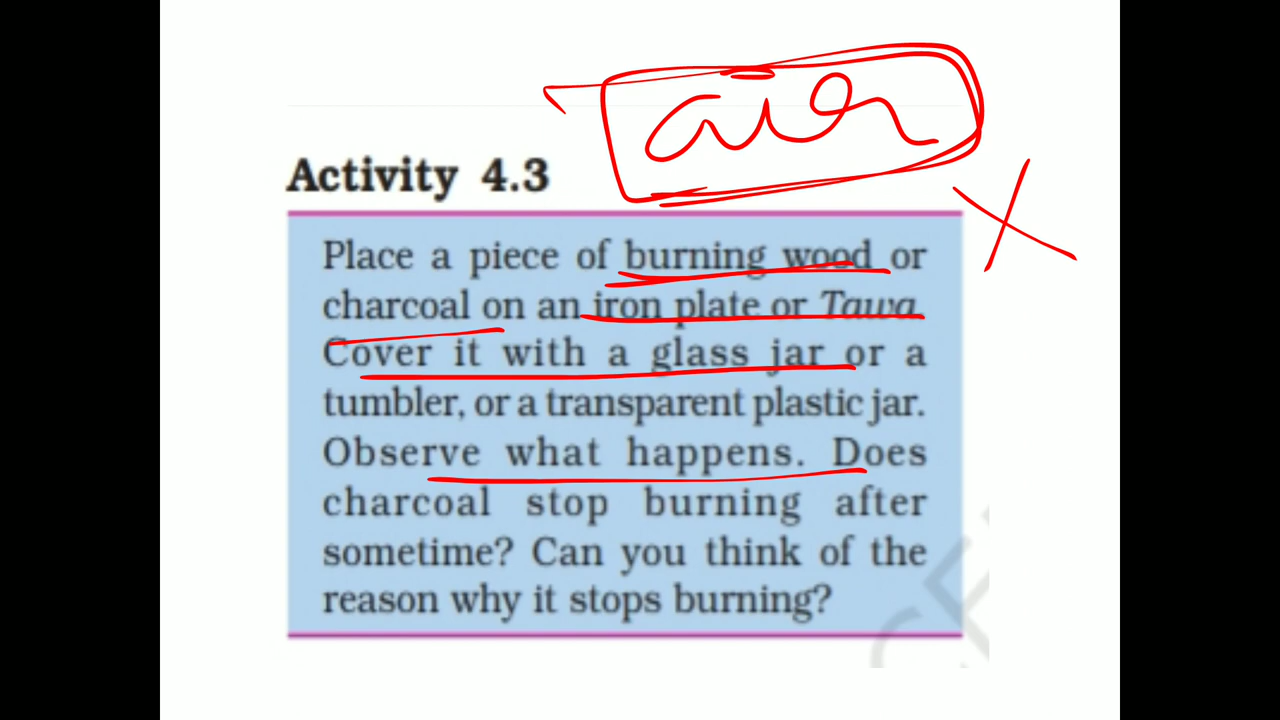 air
Activity 4.3
Place a piece of burning wood or
charcoal on an iron plate or Tawa.
Cover it with a glass jar or a
tumbler, or a transparent plastic jar.
Observe what happens. Does
charcoal stop burning after
sometime? Can you think of the
reason why it stops burning?